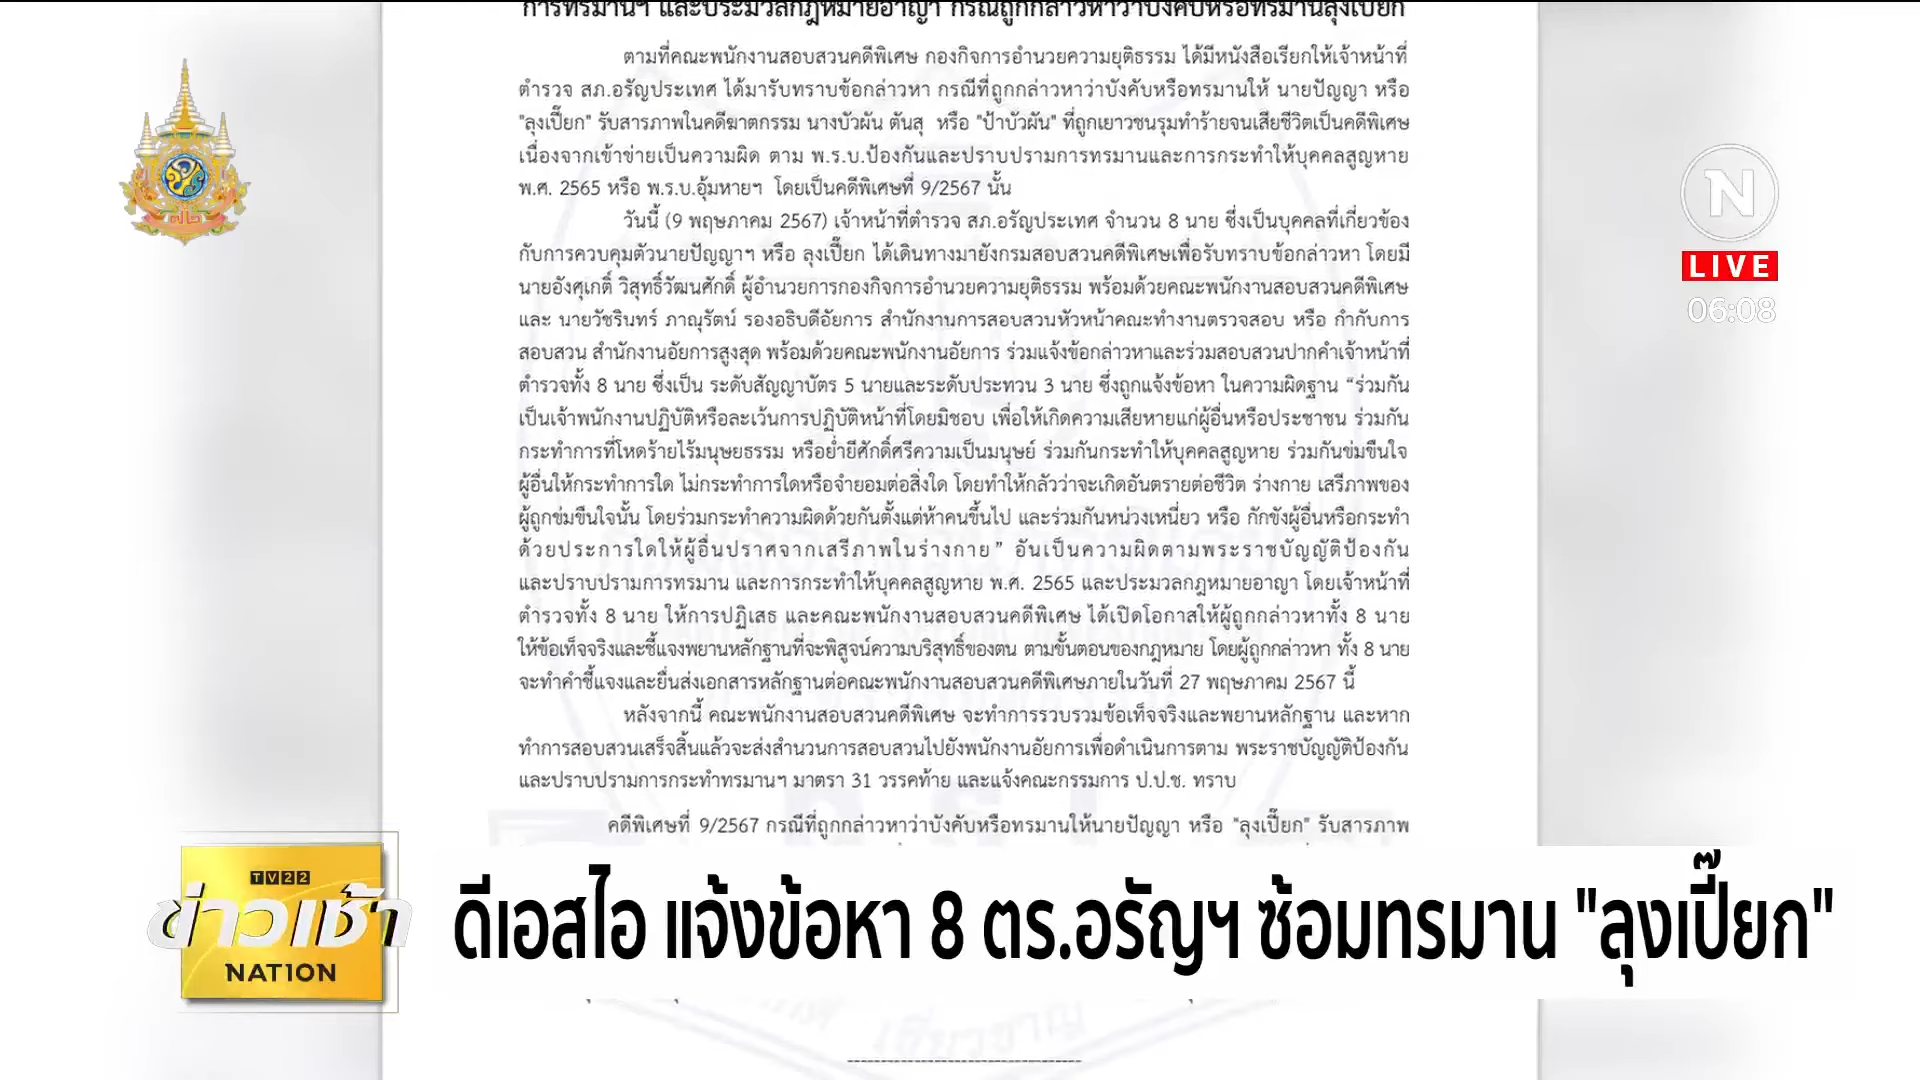 การทรมานฯ และประมวลกฎหมายอาญา กรณีถูกกล่าวหาว่าบังคับหรือทรมานลุงเปี๊ยก
ตามที่คณะพนักงานสอบสวนคดีพิเศษ กองกิจการอำนวยความยุติธรรม ได้มีหนังสือเรียกให้เจ้าหน้าที่
ตำรวจ สภ.อรัญประเทศ ได้มารับทราบข้อกล่าวหา กรณีที่ถูกกล่าวหาว่าบังคับหรือทรมานให้ นายปัญญา หรือ
"ลุงเปี๊ยก" รับสารภาพในคดีฆาตกรรม นางบัวผัน ตันสุ หรือ "ป้าบัวผัน" ที่ถูกเยาวชนรุมทำร้ายจนเสียชีวิตเป็นคดีพิเศษ
เนื่องจากเข้าข่ายเป็นความผิด ตาม พ.ร.บ.ป้องกันและปราบปรามการทรมานและการกระทำให้บุคคลสูญหาย
พ.ศ. 2565 หรือ พ.ร.บ.อุ้มหายฯ โดยเป็นคดีพิเศษที่ 9/2567 นั้น
วันนี้ (9 พฤษภาคม 2567) เจ้าหน้าที่ตำรวจ สภ.อรัญประเทศ จำนวน 8 นาย ซึ่งเป็นบุคคลที่เกี่ยวข้อง
กับการควบคุมตัวนายปัญญาฯ หรือ ลุงเปี๊ยก ได้เดินทางมายังกรมสอบสวนคดีพิเศษเพื่อรับทราบข้อกล่าวหา โดยมี
นายอังศุเกติ์ วิสุทธิ์วัฒนศักดิ์ ผู้อำนวยการกองกิจการอำนวยความยุติธรรม พร้อมด้วยคณะพนักงานสอบสวนคดีพิเศษ
และ นายวัชรินทร์ ภาณุรัตน์ รองอธิบดีอัยการ สำนักงานการสอบสวนหัวหน้าคณะทำงานตรวจสอบ หรือ กำกับการ
สอบสวน สำนักงานอัยการสูงสุด พร้อมด้วยคณะพนักงานอัยการ ร่วมแจ้งข้อกล่าวหาและร่วมสอบสวนปากคำเจ้าหน้าที่
ตำรวจทั้ง 8 นาย ซึ่งเป็น ระดับสัญญาบัตร 5 นายและระดับประทวน 3 นาย ซึ่งถูกแจ้งข้อหา ในความผิดฐาน “ร่วมกัน
เป็นเจ้าพนักงานปฏิบัติหรือละเว้นการปฏิบัติหน้าที่โดยมิชอบ เพื่อให้เกิดความเสียหายแก่ผู้อื่นหรือประชาชน ร่วมกัน
กระทำการที่โหดร้ายไร้มนุษยธรรม หรือย่ำยีศักดิ์ศรีความเป็นมนุษย์ ร่วมกันกระทำให้บุคคลสูญหาย ร่วมกันข่มขืนใจ
ผู้อื่นให้กระทำการใด ไม่กระทำการใดหรือจำยอมต่อสิ่งใด โดยทำให้กลัวว่าจะเกิดอันตรายต่อชีวิต ร่างกาย เสรีภาพของ
ผู้ถูกข่มขืนใจนั้น โดยร่วมกระทำความผิดด้วยกันตั้งแต่ห้าคนขึ้นไป และร่วมกันหน่วงเหนี่ยว หรือ กักขังผู้อื่นหรือกระทำ
ด้วยประการใดให้ผู้อื่นปราศจากเสรีภาพในร่างกาย” อันเป็นความผิดตามพระราชบัญญัติป้องกัน
และปราบปรามการทรมาน และการกระทำให้บุคคลสูญหาย พ.ศ. 2565 และประมวลกฎหมายอาญา โดยเจ้าหน้าที่
ตำรวจทั้ง 8 นาย ให้การปฏิเสธ และคณะพนักงานสอบสวนคดีพิเศษ ได้เปิดโอกาสให้ผู้ถูกกล่าวหาทั้ง 8 นาย
ให้ข้อเท็จจริงและชี้แจงพยานหลักฐานที่จะพิสูจน์ความบริสุทธิ์ของตน ตามขั้นตอนของกฎหมาย โดยผู้ถูกกล่าวหา ทั้ง 8 นาย
จะทำคำชี้แจงและยื่นส่งเอกสารหลักฐานต่อคณะพนักงานสอบสวนคดีพิเศษภายในวันที่ 27 พฤษภาคม 2567 นี้
หลังจากนี้ คณะพนักงานสอบสวนคดีพิเศษ จะทำการรวบรวมข้อเท็จจริงและพยานหลักฐาน และหาก
ทำการสอบสวนเสร็จสิ้นแล้วจะส่งสำนวนการสอบสวนไปยังพนักงานอัยการเพื่อดำเนินการตาม พระราชบัญญัติป้องกัน
และปราบปรามการกระทำทรมานฯ มาตรา 31 วรรคท้าย และแจ้งคณะกรรมการ ป.ป.ช. ทราบ
คดีพิเศษที่ 9/2567 กรณีที่ถูกกล่าวหาว่าบังคับหรือทรมานให้นายปัญญา หรือ "ลุงเปี๊ยก" รับสารภาพ
N
LIVE
06:08
TV22
ข่าวเช้า
NATION
ดีเอสไอ แจ้งข้อหา 8 ตร.อรัญฯ ซ้อมทรมาน "ลุงเปี๊ยก"
เชี่ยวชาญ